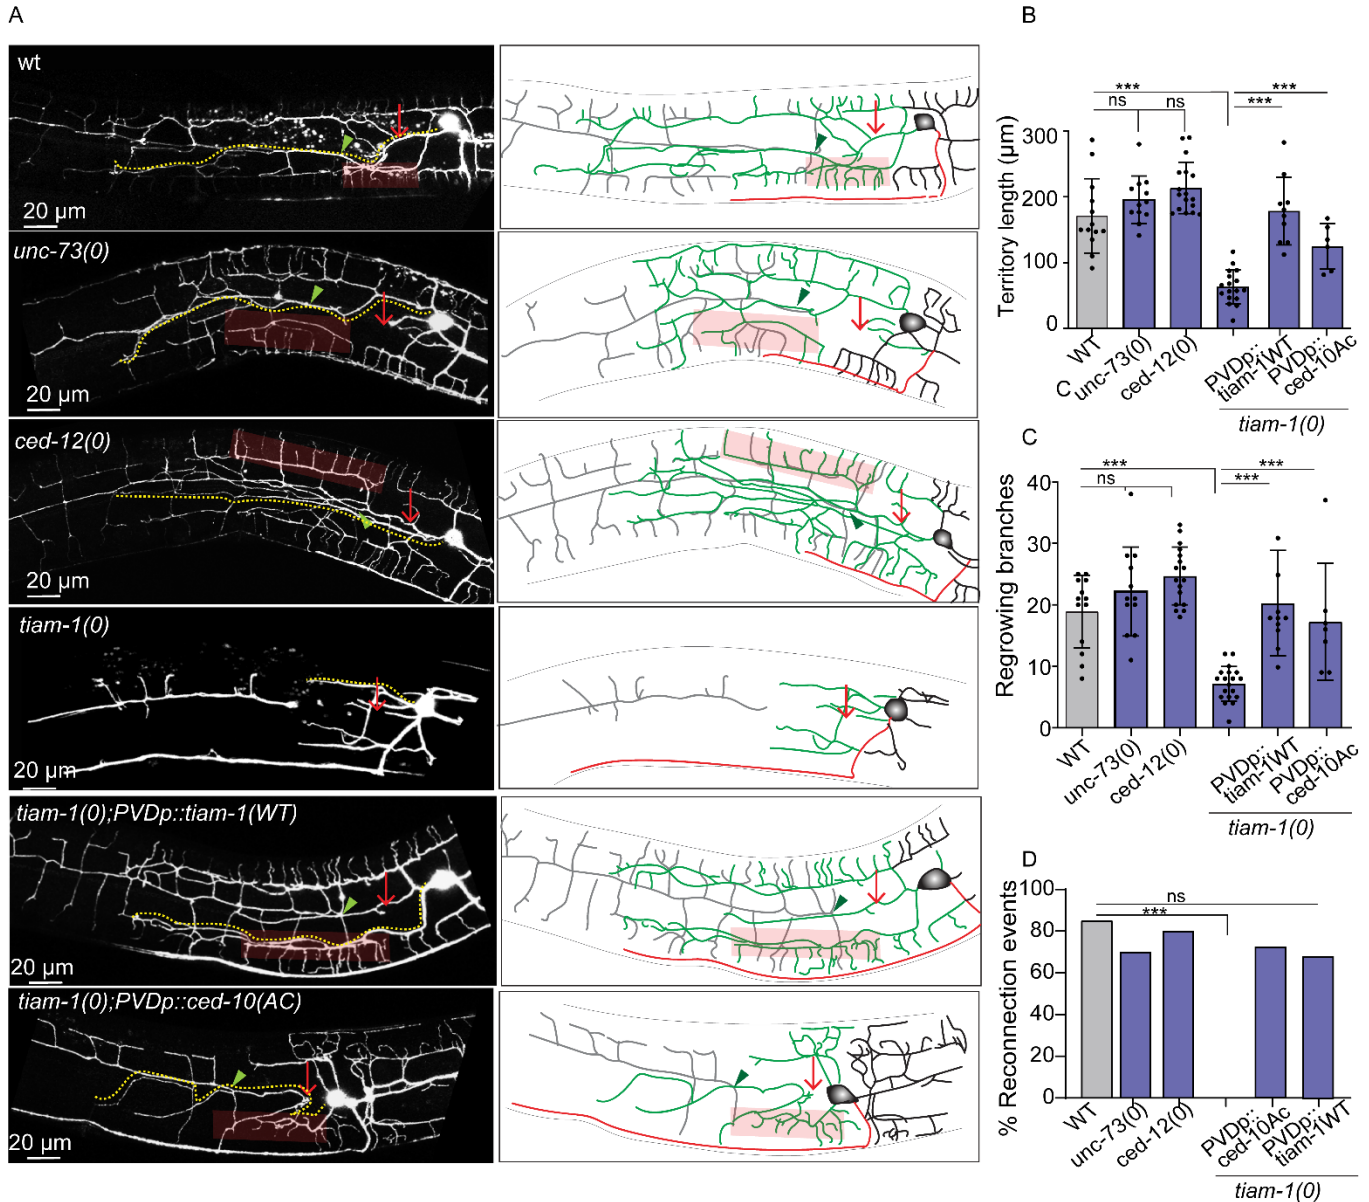 A
wt
20 µm
unc-73(0)
20 µm
ced-12(0)
20 µm
tiam-1(0)
20 µm
tiam-1(0);PVDp::tiam-1(WT)
20 µm
tiam-1(0);PVDp::ced-10(AC)
20 µm
B
***
***
ns
ns
***
Territory length (µm)
300
200
100
0
WT
C
unc-73(0)
ced-12(0)
PVDp::
tiam-1WT
PVDp::
ced-10Ac
tiam-1(0)
C
***
***
ns
***
Regrowing branches
40
30
20
10
0
WT
unc-73(0)
ced-12(0)
PVDp::
tiam-1WT
PVDp::
ced-10Ac
tiam-1(0)
D
ns
***
% Reconnection events
100
80
60
40
20
0
WT
unc-73(0)
ced-12(0)
PVDp::
ced-10Ac
PVDp::
tiam-1WT
tiam-1(0)